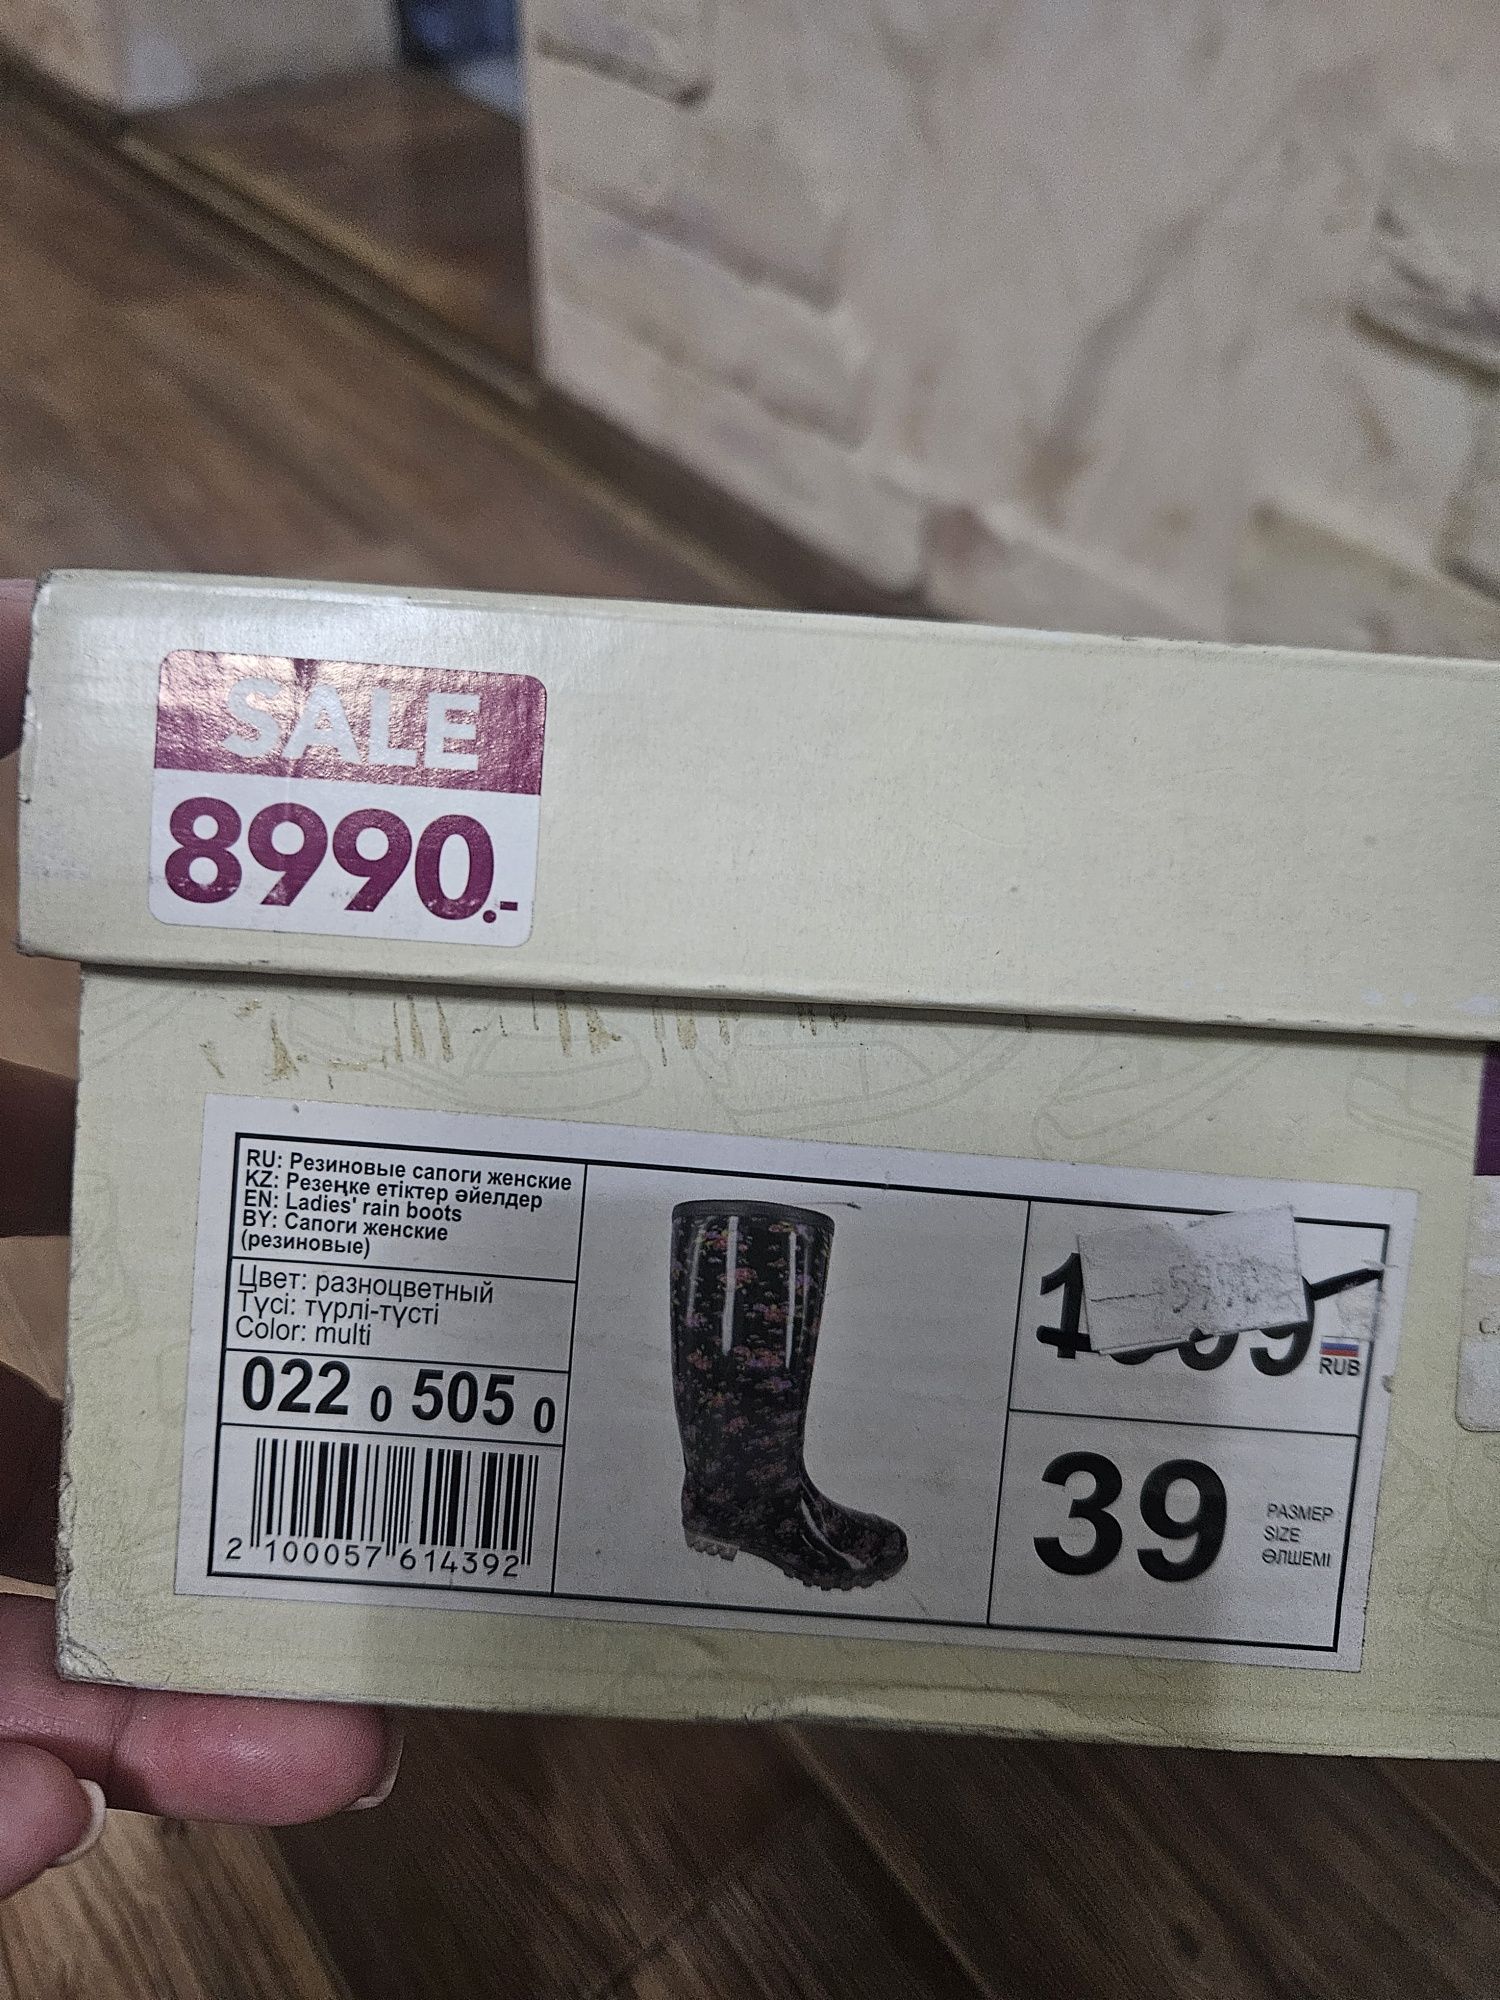 SALE
8990.-
RU: Резиновые сапоги женские
KZ: Резеңке етіктер әйелдер
EN: Ladies' rain boots
BY: Сапоги женские
(резиновые)
Цвет: разноцветный
Түсі: түрлі-түсті
Color: multi
022 0 505 0
2 100057 614392
RUB
39
РАЗМЕР
SIZE
ӨЛШЕМІ